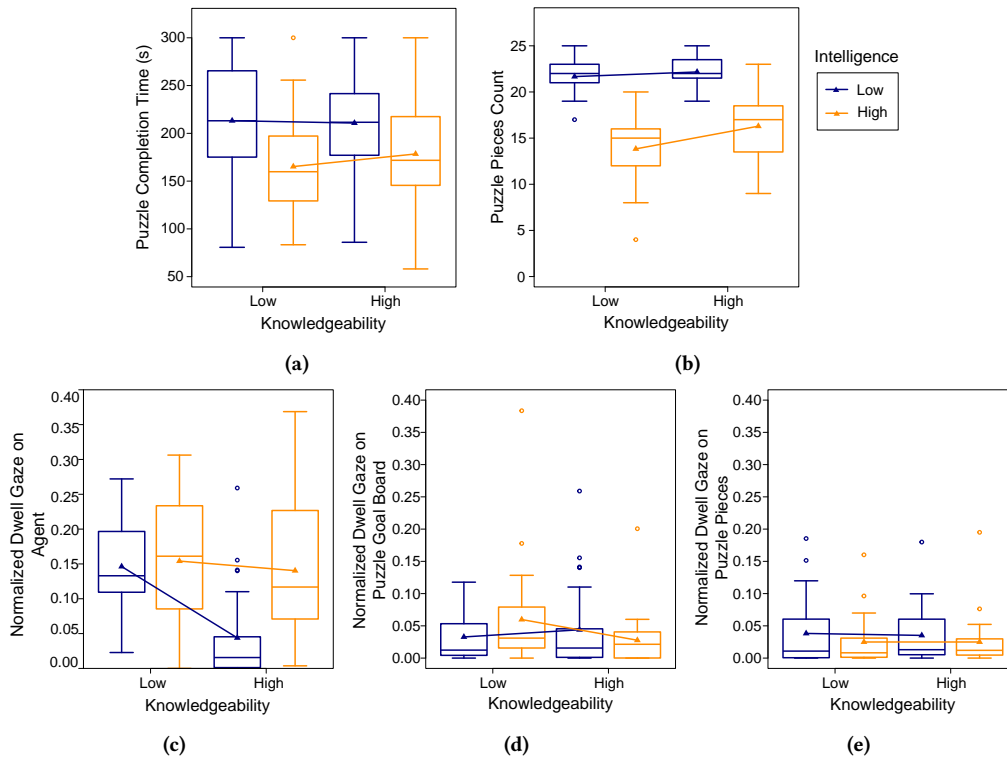 Puzzle Completion Time (s)
300
250
200
150
100
50
Low
High
Knowledgeability
(a)
Puzzle Pieces Count
25
20
15
10
5
0
Low
High
Knowledgeability
(b)
Intelligence
Low
High
Normalized Dwell Gaze on
Agent
0.40
0.35
0.30
0.25
0.20
0.15
0.10
0.05
0.00
Low
High
Knowledgeability
(c)
Normalized Dwell Gaze on
Puzzle Goal Board
0.40
0.35
0.30
0.25
0.20
0.15
0.10
0.05
0.00
Low
High
Knowledgeability
(d)
Normalized Dwell Gaze on
Puzzle Pieces
0.40
0.35
0.30
0.25
0.20
0.15
0.10
0.05
0.00
Low
High
Knowledgeability
(e)